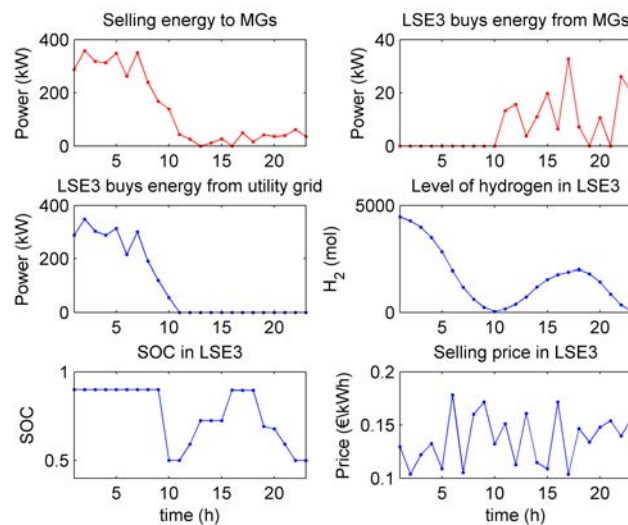 Selling energy to MGs
LSE3 buys energy from MGs
400
200
0
Power (kW)
5
10
15
20
40
20
0
Power (kW)
5
10
15
20
LSE3 buys energy from utility grid
Level of hydrogen in LSE3
400
200
0
Power (kW)
5
10
15
20
5000
0
H2 (mol)
5
10
15
20
SOC in LSE3
Selling price in LSE3
1
0.5
SOC
5
10
15
20
time (h)
0.2
0.15
0.1
Price (€\kWh)
5
10
15
20
time (h)